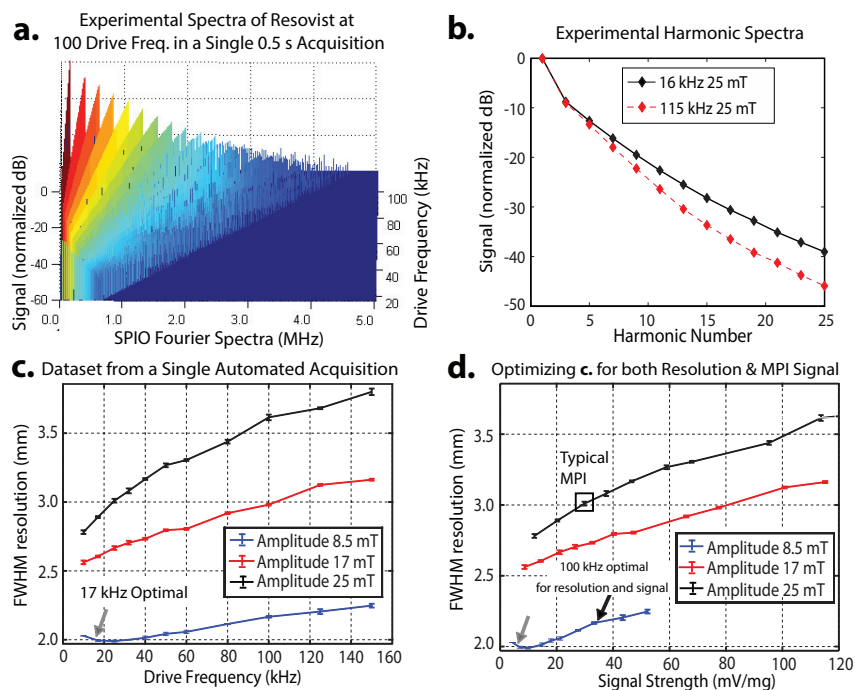 a. Experimental Spectra of Resovist at
100 Drive Freq. in a Single 0.5 s Acquisition
Signal (normalized dB)
0
-20
-40
-60
0.0 1.0 2.0 3.0 4.0 5.0
SPIO Fourier Spectra (MHz)
100
80
60
40
20
Drive Frequency (kHz)
b. Experimental Harmonic Spectra
16 kHz 25 mT
115 kHz 25 mT
Signal (normalized dB)
0
-10
-20
-30
-40
-50
0 5 10 15 20 25
Harmonic Number
c. Dataset from a Single Automated Acquisition
FWHM resolution (mm)
3.5
3.0
2.5
2.0
Amplitude 8.5 mT
Amplitude 17 mT
Amplitude 25 mT
17 kHz Optimal
0 20 40 60 80 100 120 140 160
Drive Frequency (kHz)
d. Optimizing c. for both Resolution & MPI Signal
FWHM resolution (mm)
3.5
3.0
2.5
2.0
Typical
MPI
100 kHz optimal
for resolution and signal
Amplitude 8.5 mT
Amplitude 17 mT
Amplitude 25 mT
0 20 40 60 80 100 120
Signal Strength (mV/mg)